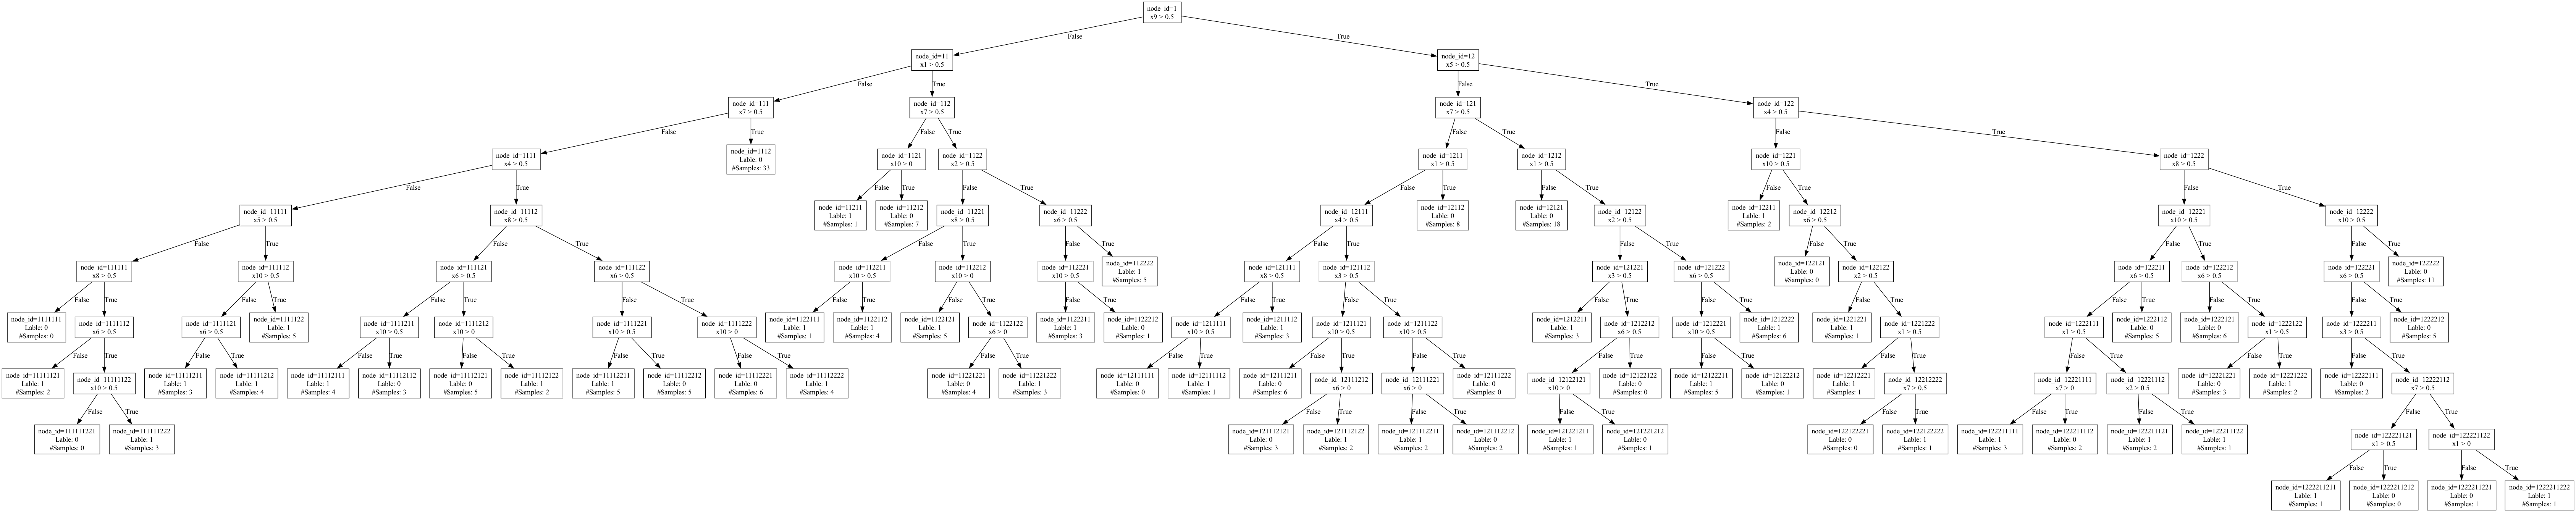 node_id=1
x9 > 0.5
False
True
node_id=11
x1 > 0.5
node_id=12
x5 > 0.5
False
True
False
True
node_id=111
x7 > 0.5
node_id=112
x7 > 0.5
node_id=121
x7 > 0.5
node_id=122
x4 > 0.5
False
True
False
True
False
True
False
True
node_id=1111
x4 > 0.5
node_id=1112
Lable: 0
#Samples: 33
node_id=1121
x10 > 0
node_id=1122
x2 > 0.5
node_id=1211
x1 > 0.5
node_id=1212
x1 > 0.5
node_id=1221
x10 > 0.5
node_id=1222
x8 > 0.5
False
True
False
True
False
True
False
True
False
True
False
True
False
True
node_id=11111
x5 > 0.5
node_id=11112
x8 > 0.5
node_id=11211
Lable: 1
#Samples: 1
node_id=11212
Lable: 0
#Samples: 7
node_id=11221
x8 > 0.5
node_id=11222
x6 > 0.5
node_id=12111
x4 > 0.5
node_id=12112
Lable: 0
#Samples: 8
node_id=12121
Lable: 0
#Samples: 18
node_id=12122
x2 > 0.5
node_id=12211
Lable: 1
#Samples: 2
node_id=12212
x6 > 0.5
node_id=12221
x10 > 0.5
node_id=12222
x10 > 0.5
False
True
False
True
False
True
False
True
False
True
False
True
False
True
False
True
False
True
node_id=111111
x8 > 0.5
node_id=111112
x10 > 0.5
node_id=111121
x6 > 0.5
node_id=111122
x6 > 0.5
node_id=112211
x10 > 0.5
node_id=112212
x10 > 0
node_id=112221
x10 > 0.5
node_id=112222
Lable: 1
#Samples: 5
node_id=121111
x8 > 0.5
node_id=121112
x3 > 0.5
node_id=121221
x3 > 0.5
node_id=121222
x6 > 0.5
node_id=122121
Lable: 0
#Samples: 0
node_id=122122
x2 > 0.5
node_id=122211
x6 > 0.5
node_id=122212
x6 > 0.5
node_id=122221
x6 > 0.5
node_id=122222
Lable: 0
#Samples: 11
False
True
False
True
False
True
False
True
False
True
False
True
False
True
False
True
False
True
False
True
False
True
False
True
False
True
False
True
False
True
node_id=1111111
Lable: 0
#Samples: 0
node_id=1111112
x6 > 0.5
node_id=1111121
x6 > 0.5
node_id=1111122
Lable: 1
#Samples: 5
node_id=1111211
x10 > 0.5
node_id=1111212
x10 > 0
node_id=1111221
x10 > 0.5
node_id=1111222
x10 > 0
node_id=1122111
Lable: 1
#Samples: 1
node_id=1122112
Lable: 1
#Samples: 4
node_id=1122121
Lable: 1
#Samples: 5
node_id=1122122
x6 > 0
node_id=1122211
Lable: 1
#Samples: 3
node_id=1122212
Lable: 0
#Samples: 1
node_id=1211111
x10 > 0.5
node_id=1211112
Lable: 1
#Samples: 3
node_id=1211121
x10 > 0.5
node_id=1211122
x10 > 0.5
node_id=1212211
Lable: 1
#Samples: 3
node_id=1212212
x6 > 0.5
node_id=1212221
x10 > 0.5
node_id=1212222
Lable: 1
#Samples: 6
node_id=1221221
Lable: 1
#Samples: 1
node_id=1221222
x1 > 0.5
node_id=1222111
x1 > 0.5
node_id=1222112
Lable: 0
#Samples: 5
node_id=1222121
Lable: 0
#Samples: 6
node_id=1222122
x1 > 0.5
node_id=1222211
x3 > 0.5
node_id=1222212
Lable: 0
#Samples: 5
False
True
False
True
False
True
False
True
False
True
False
True
False
True
False
True
False
True
False
True
False
True
False
True
False
True
False
True
False
True
False
True
node_id=11111121
Lable: 1
#Samples: 2
node_id=11111122
x10 > 0.5
node_id=11111211
Lable: 1
#Samples: 3
node_id=11111212
Lable: 1
#Samples: 4
node_id=11112111
Lable: 1
#Samples: 4
node_id=11112112
Lable: 0
#Samples: 3
node_id=11112121
Lable: 0
#Samples: 5
node_id=11112122
Lable: 1
#Samples: 2
node_id=11112211
Lable: 1
#Samples: 5
node_id=11112212
Lable: 0
#Samples: 5
node_id=11112221
Lable: 0
#Samples: 6
node_id=11112222
Lable: 1
#Samples: 4
node_id=11221221
Lable: 0
#Samples: 4
node_id=11221222
Lable: 1
#Samples: 3
node_id=12111111
Lable: 0
#Samples: 0
node_id=12111112
Lable: 1
#Samples: 1
node_id=12111211
Lable: 0
#Samples: 6
node_id=12111212
x6 > 0
node_id=12111221
x6 > 0
node_id=12111222
Lable: 0
#Samples: 0
node_id=12122121
x10 > 0
node_id=12122122
Lable: 0
#Samples: 0
node_id=12122211
Lable: 1
#Samples: 5
node_id=12122212
Lable: 0
#Samples: 1
node_id=12212221
Lable: 1
#Samples: 1
node_id=12212222
x7 > 0.5
node_id=12221111
x7 > 0
node_id=12221112
x2 > 0.5
node_id=12221221
Lable: 0
#Samples: 3
node_id=12221222
Lable: 1
#Samples: 2
node_id=12222111
Lable: 0
#Samples: 2
node_id=12222112
x7 > 0.5
False
True
False
True
False
True
False
True
False
True
False
True
False
True
False
True
node_id=111111221
Lable: 0
#Samples: 0
node_id=111111222
Lable: 1
#Samples: 3
node_id=121112121
Lable: 0
#Samples: 3
node_id=121112122
Lable: 1
#Samples: 2
node_id=121112211
Lable: 1
#Samples: 2
node_id=121112212
Lable: 0
#Samples: 2
node_id=121221211
Lable: 1
#Samples: 1
node_id=121221212
Lable: 0
#Samples: 1
node_id=122122221
Lable: 0
#Samples: 0
node_id=122122222
Lable: 1
#Samples: 1
node_id=122211111
Lable: 1
#Samples: 3
node_id=122211112
Lable: 0
#Samples: 2
node_id=122211121
Lable: 1
#Samples: 2
node_id=122211122
Lable: 1
#Samples: 1
node_id=122221121
x1 > 0.5
node_id=122221122
x1 > 0
False
True
False
True
node_id=1222211211
Lable: 1
#Samples: 1
node_id=1222211212
Lable: 0
#Samples: 0
node_id=1222211221
Lable: 0
#Samples: 1
node_id=1222211222
Lable: 1
#Samples: 1